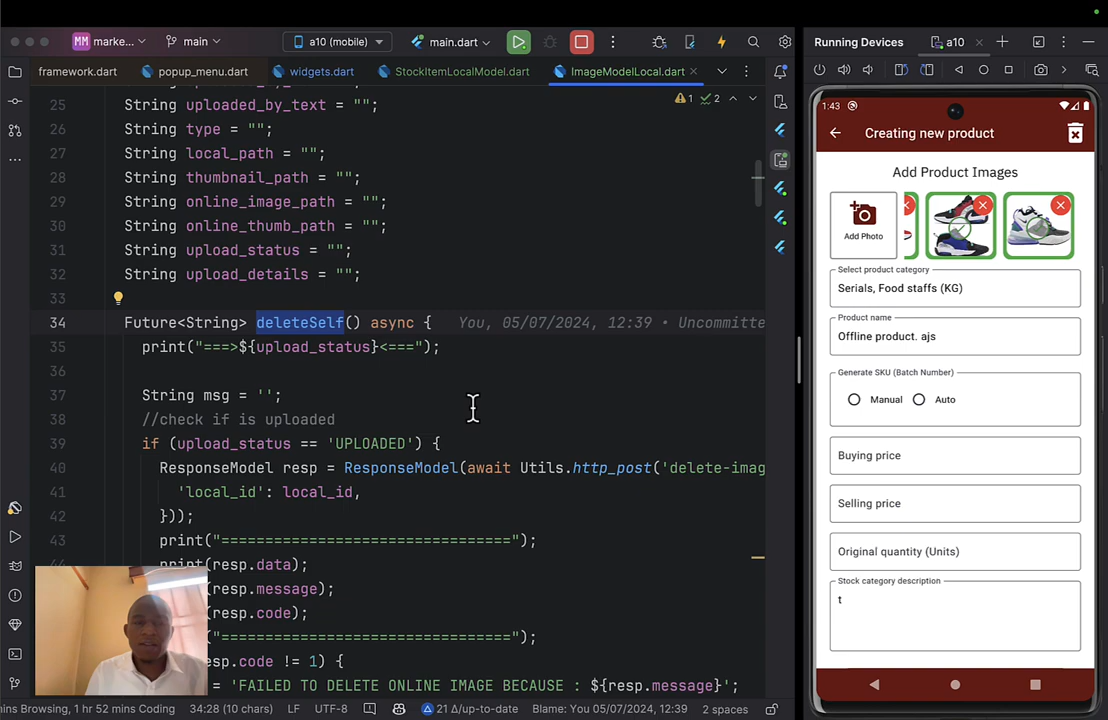 MM marke... main a10 (mobile) main.dart
framework.dart popup_menu.dart widgets.dart StockItemLocalModel.dart ImageModelLocal.dart
25
26 String uploaded_by_text = "";
String type = "";
27 String local_path = "";
28 String thumbnail_path = "";
29 String online_image_path = "";
30 String online_thumb_path = "";
31 String upload_status = "";
32 String upload_details = "";
33
34 Future<String> deleteSelf() async { You, 05/07/2024, 12:39 • Uncommitte
35 print("===>${upload_status}<===");
36
37 String msg = '';
38 //check if is uploaded
39 if (upload_status == 'UPLOADED') {
40 ResponseModel resp = ResponseModel(await Utils.http_post('delete-imag
41 'local_id': local_id,
42 }));
43 print("================================");
44 print(resp.data);
(resp.message);
(resp.code);
================================");
(resp.code != 1) {
= 'FAILED TO DELETE ONLINE IMAGE BECAUSE : ${resp.message}';
1 2
ins Browsing, 1 hr 52 mins Coding 34:28 (10 chars) LF UTF-8 21 Δ/up-to-date Blame: You 05/07/2024, 12:39 2 spaces
Running Devices a10
1:43
Creating new product
Add Product Images
Add Photo
Select product category
Serials, Food staffs (KG)
Product name
Offline product. ajs
Generate SKU (Batch Number)
Manual Auto
Buying price
Selling price
Original quantity (Units)
Stock category description
t